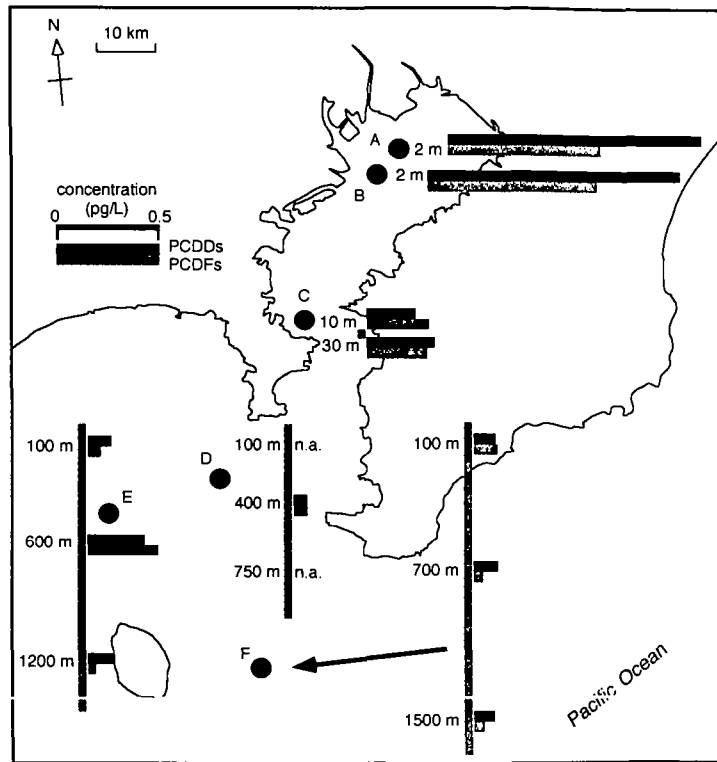 N
10 km
A
2 m
2 m
B
concentration
(pg/L)
0 0.5
PCDDs
PCDFs
C
10 m
30 m
100 m
100 m n.a.
100 m
D
400 m
E
600 m
750 m n.a.
700 m
F
1200 m
1500 m
Pacific Ocean